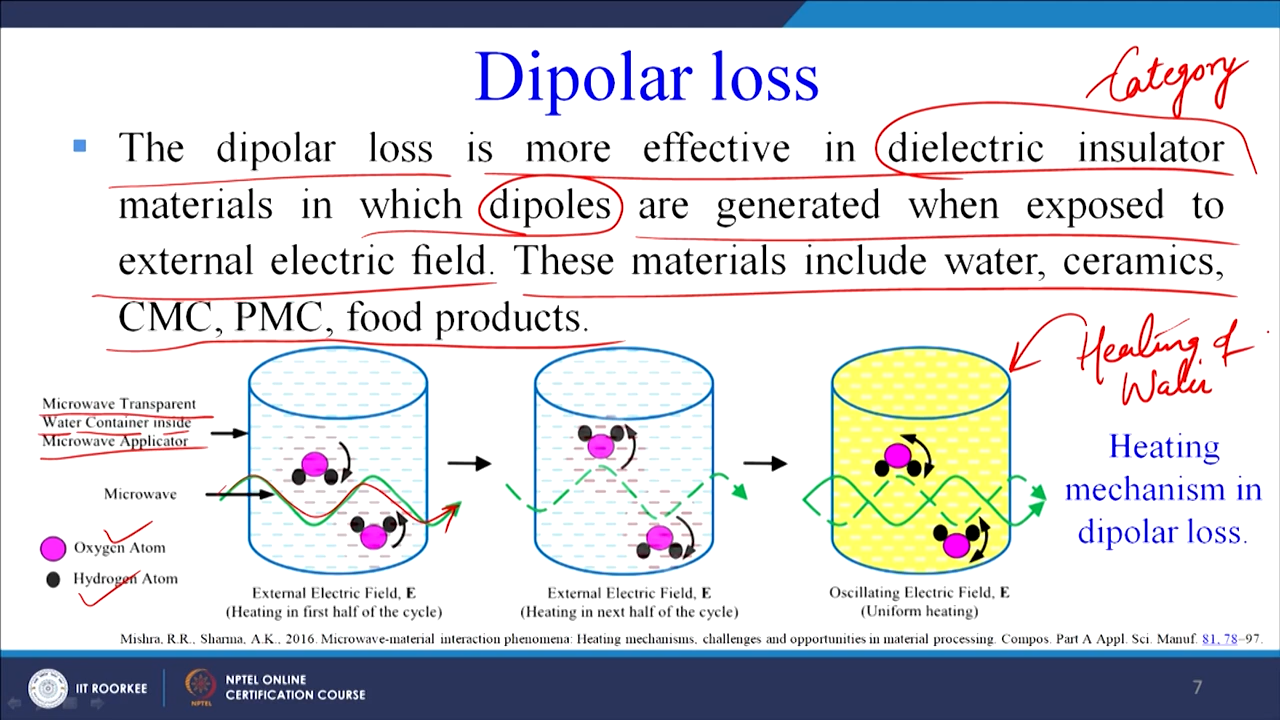 Dipolar loss
Category
The dipolar loss is more effective in dielectric insulator
materials in which dipoles are generated when exposed to
external electric field. These materials include water, ceramics,
CMC, PMC, food products.
Heating of
Water
Microwave Transparent
Water Container inside
Microwave Applicator
Microwave
Oxygen Atom
Hydrogen Atom
External Electric Field, E
(Heating in first half of the cycle)
External Electric Field, E
(Heating in next half of the cycle)
Oscillating Electric Field, E
(Uniform heating)
Heating
mechanism in
dipolar loss.
Mishra, R.R., Sharma, A.K., 2016. Microwave-material interaction phenomena: Heating mechanisms, challenges and opportunities in material processing. Compos. Part A Appl. Sci. Manuf. 81, 78–97.
IIT ROORKEE
NPTEL
NPTEL ONLINE
CERTIFICATION COURSE
7